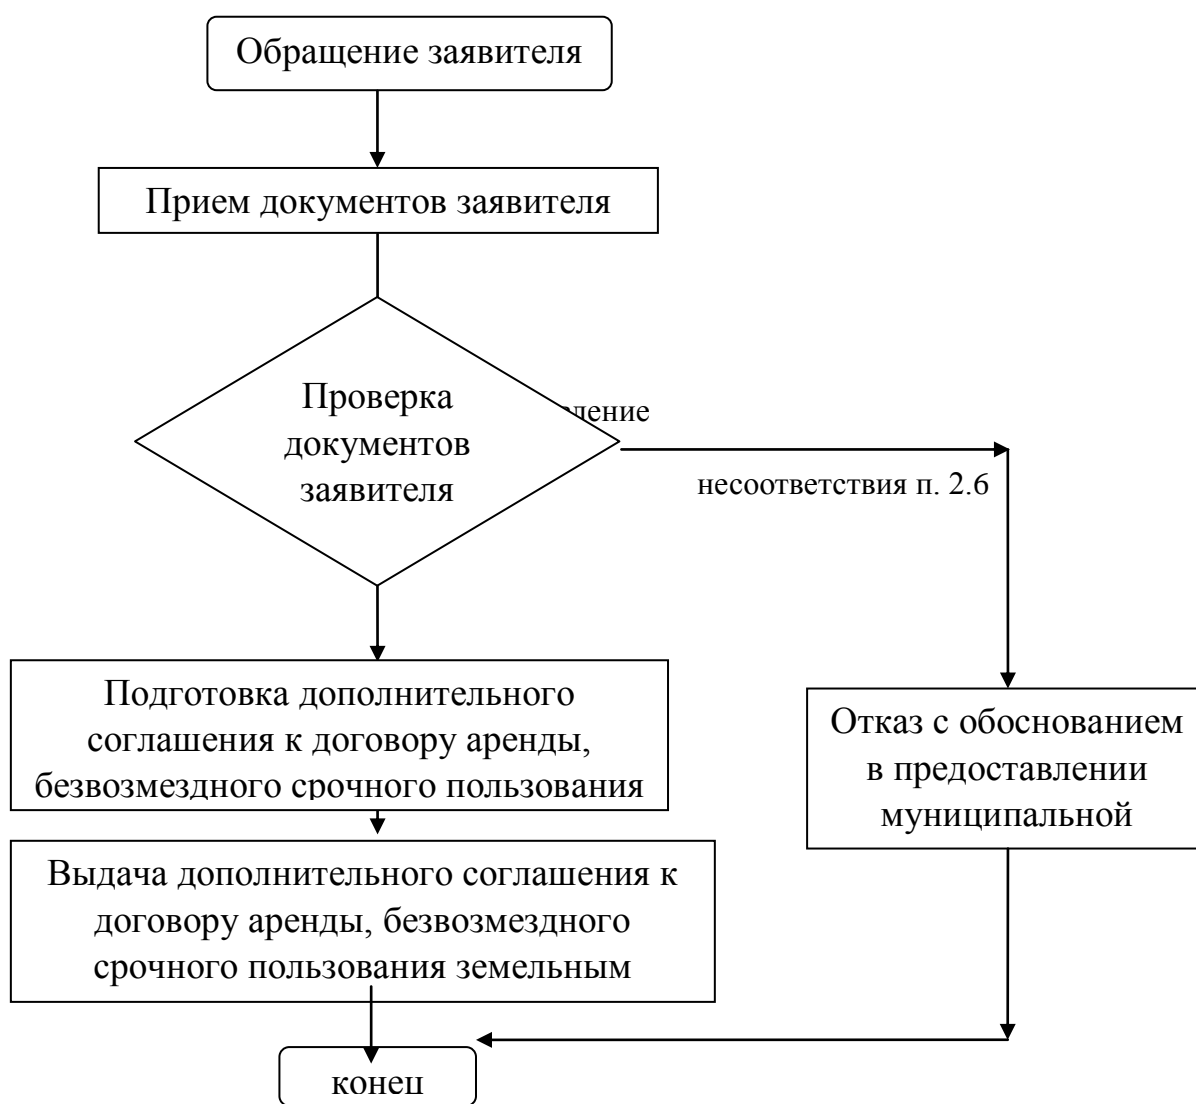 Обращение заявителя
Прием документов заявителя
Проверка
документов
заявителя
несоответствия п. 2.6
Подготовка дополнительного
соглашения к договору аренды,
безвозмездного срочного пользования
Отказ с обоснованием
в предоставлении
муниципальной
Выдача дополнительного соглашения к
договору аренды, безвозмездного
срочного пользования земельным
конец